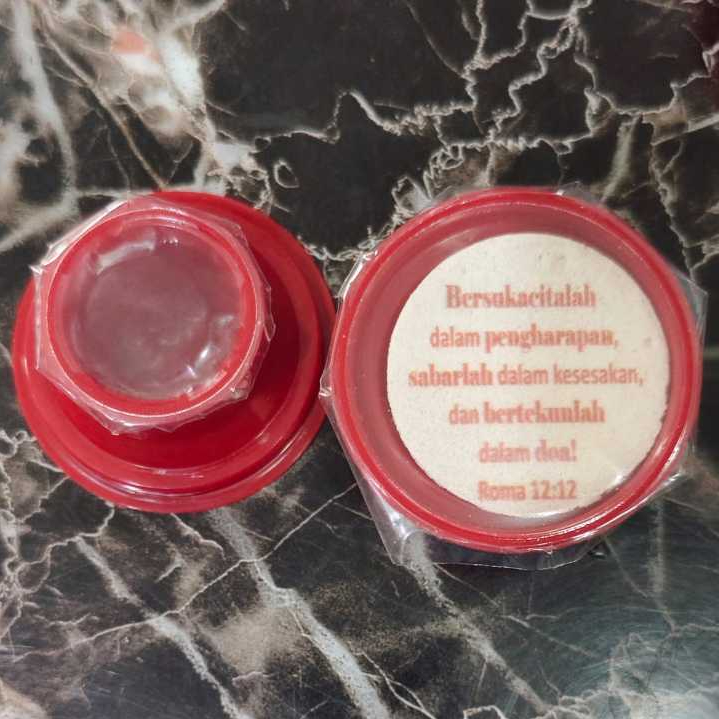 Bersukacitalah
dalam pengharapan,
sabarlah dalam kesesakan,
dan bertekunlah
dalam doa!
Roma 12:12